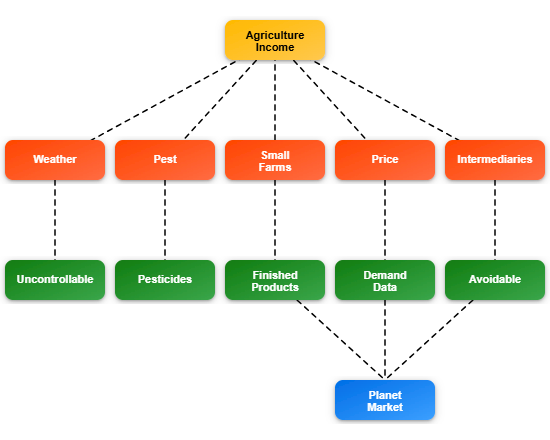 Agriculture
Income
Weather
Pest
Small
Farms
Price
Intermediaries
Uncontrollable
Pesticides
Finished
Products
Demand
Data
Avoidable
Planet
Market